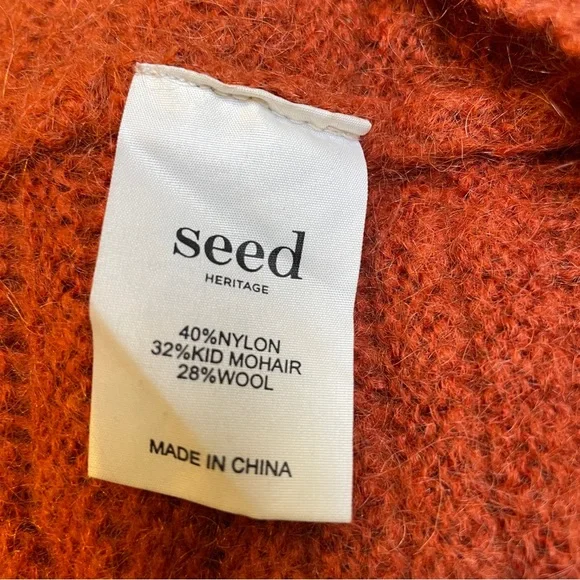 seed
HERITAGE
40%NYLON
32%KID MOHAIR
28%WOOL
MADE IN CHINA